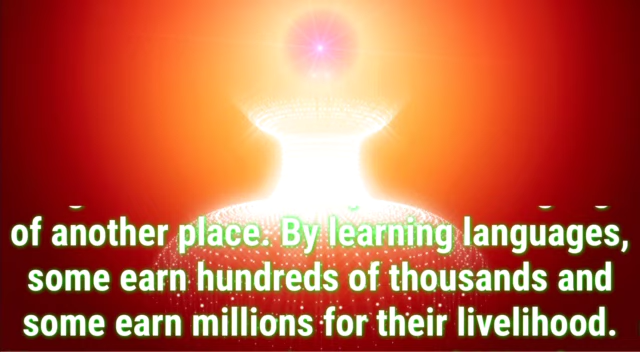 of another place. By learning languages,
some earn hundreds of thousands and
some earn millions for their livelihood.